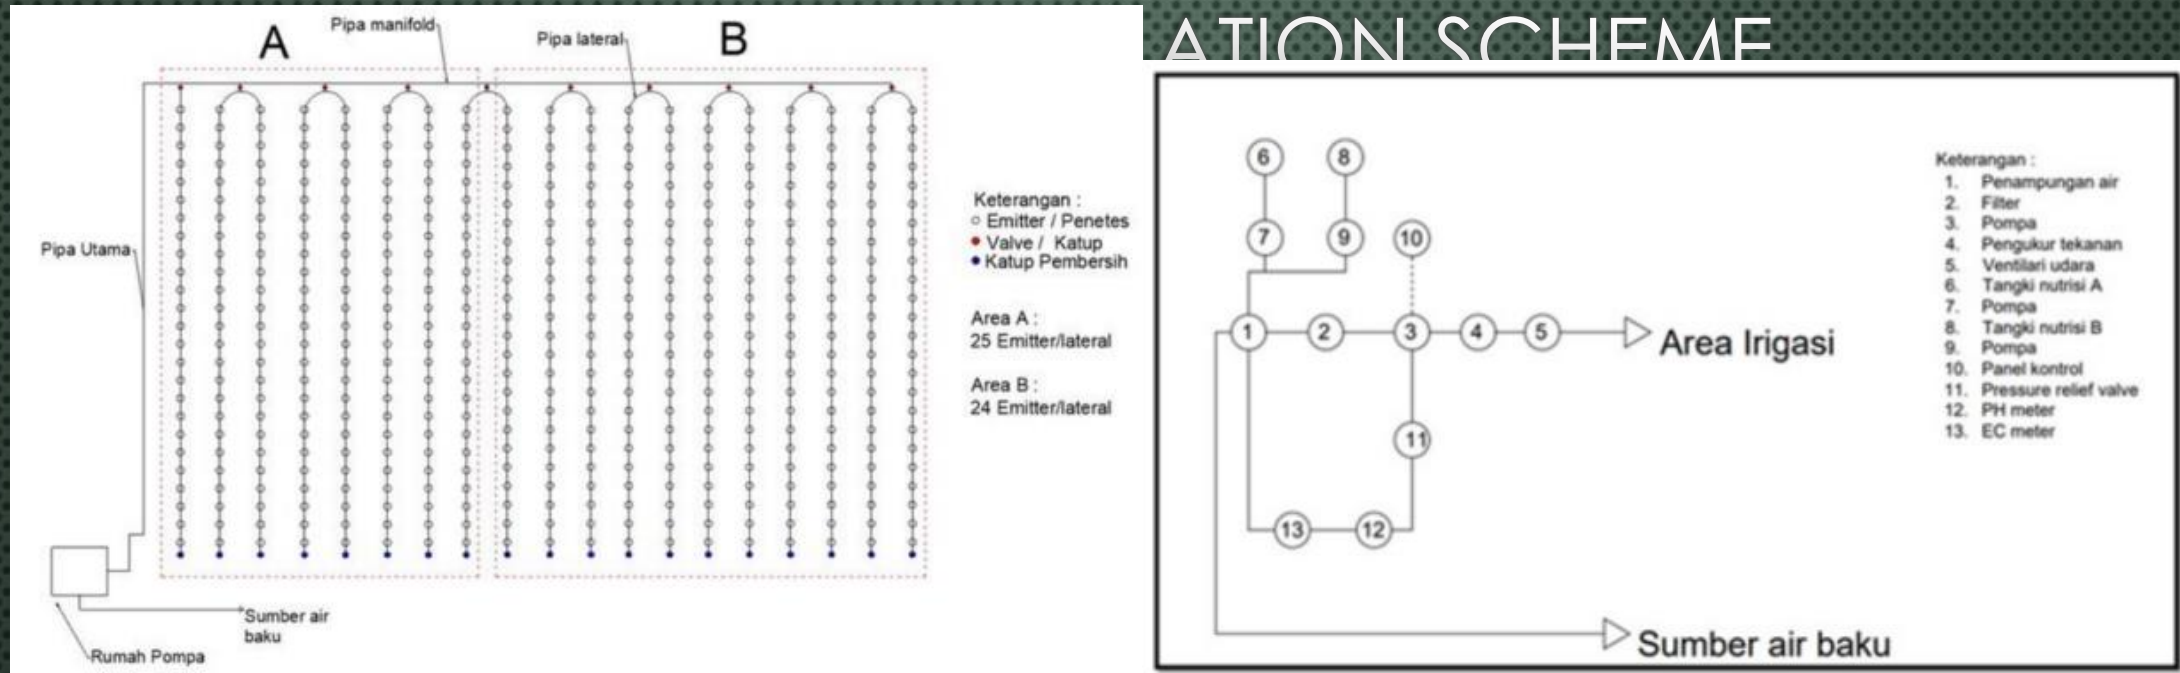 ATION SCHEME
A
Pipa manifold
Pipa lateral
B
Pipa Utama
Keterangan :
Emitter / Penetes
Valve / Katup
Katup Pembersih
Area A :
25 Emitter/lateral
Area B :
24 Emitter/lateral
Sumber air
baku
Rumah Pompa
6
8
7
9
10
1
2
3
4
5
Area Irigasi
11
13
12
Sumber air baku
Keterangan :
1. Penampungan air
2. Filter
3. Pompa
4. Pengukur tekanan
5. Ventilari udara
6. Tangki nutrisi A
7. Pompa
8. Tangki nutrisi B
9. Pompa
10. Panel kontrol
11. Pressure relief valve
12. PH meter
13. EC meter